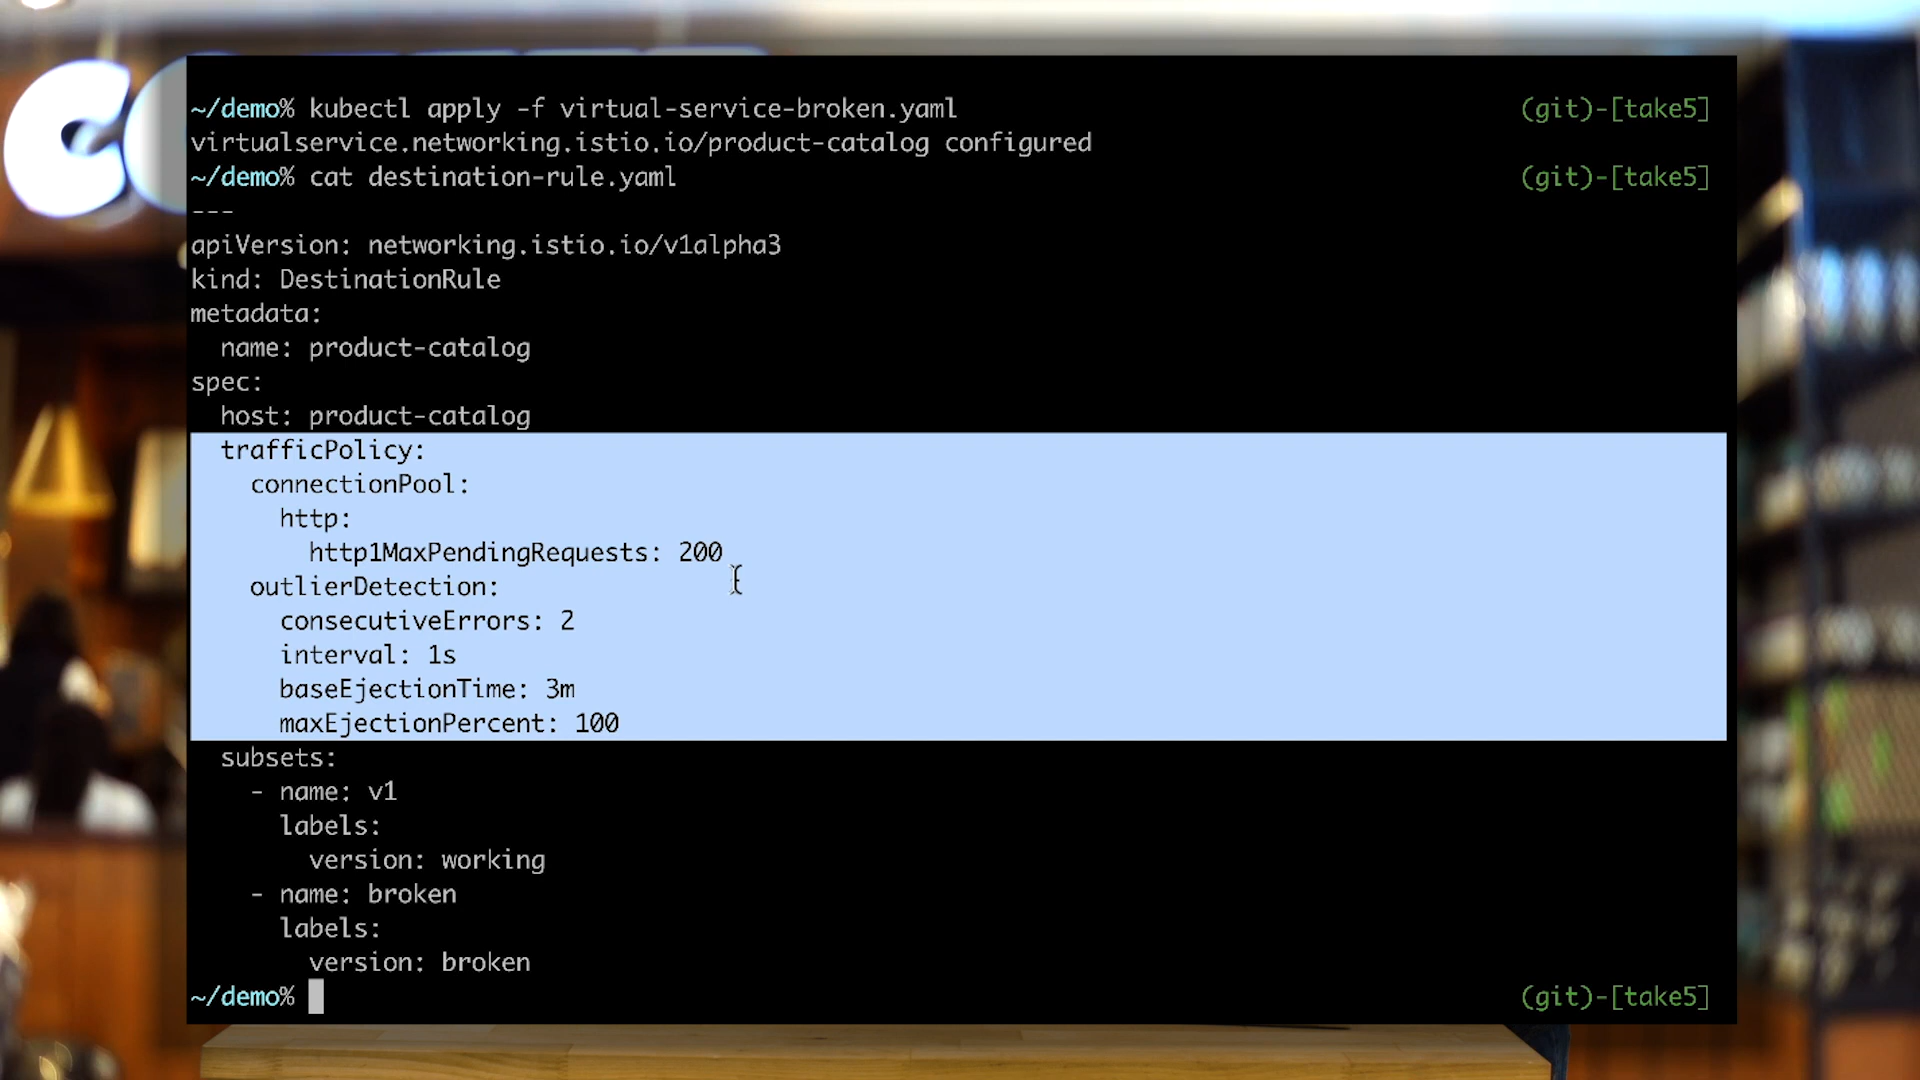 ~/demo% kubectl apply -f virtual-service-broken.yaml (git)-[take5]
virtualservice.networking.istio.io/product-catalog configured
~/demo% cat destination-rule.yaml (git)-[take5]
---
apiVersion: networking.istio.io/v1alpha3
kind: DestinationRule
metadata:
  name: product-catalog
spec:
  host: product-catalog
  trafficPolicy:
    connectionPool:
      http:
        http1MaxPendingRequests: 200
    outlierDetection:
      consecutiveErrors: 2
      interval: 1s
      baseEjectionTime: 3m
      maxEjectionPercent: 100
  subsets:
    - name: v1
      labels:
        version: working
    - name: broken
      labels:
        version: broken
~/demo% (git)-[take5]